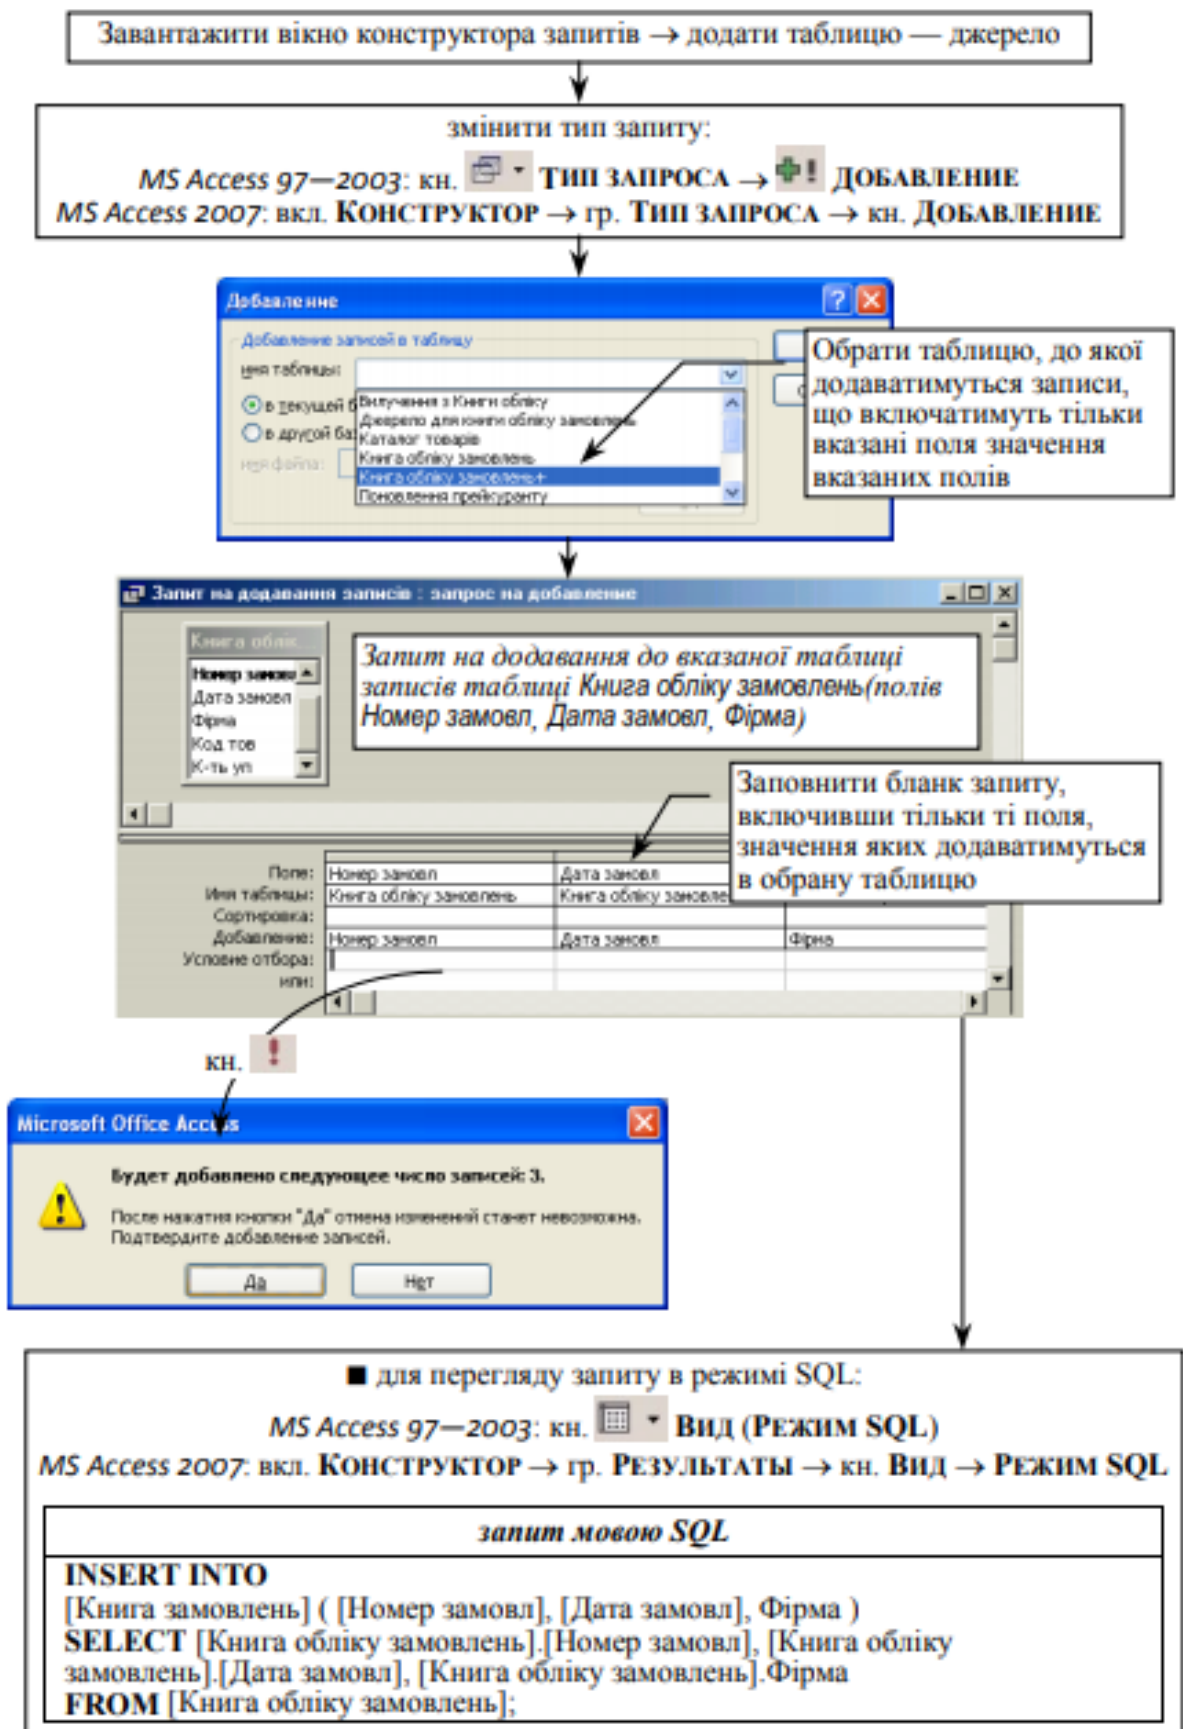 Завантажити вікно конструктора запитів → додати таблицю — джерело
змінити тип запиту:
MS Access 97—2003: кн. ТИП ЗАПРОСА → ДОБАВЛЕНИЕ
MS Access 2007: вкл. КОНСТРУКТОР → гр. ТИП ЗАПРОСА → кн. ДОБАВЛЕНИЕ
Добавление
Добавление записей в таблицу
имя таблицы:
в текущей б
в другой баз
имя файла:
Вилучення з Книги обліку
Джерело для книги обліку замовлень
Каталог товарів
Книга обліку замовлень
Книга обліку замовлень+
Поновлення прейкуранту
Обрати таблицю, до якої
додаватимуться записи,
що включатимуть тільки
вказані поля значення
вказаних полів
Запит на додавання записів : запрос на добавление
Книга облік...
Номер замовл
Дата замовл
Фірма
Код тов
К-ть уп
Запит на додавання до вказаної таблиці
записів таблиці Книга обліку замовлень(полів
Номер замовл, Дата замовл, Фірма)
Заповнити бланк запиту,
включивши тільки ті поля,
значення яких додаватимуться
в обрану таблицю
Поле: Номер замовл Дата замовл
Имя таблицы: Книга обліку замовлень Книга обліку замовле
Сортировка:
Добавление: Номер замовл Дата замовл Фірма
Условие отбора:
или:
кн.
Microsoft Office Access
Будет добавлено следующее число записей: 3.
После нажатия кнопки "Да" отмена изменений станет невозможна.
Подтвердите добавление записей.
Да Нет
■ для перегляду запиту в режимі SQL:
MS Access 97—2003: кн. ВИД (РЕЖИМ SQL)
MS Access 2007: вкл. КОНСТРУКТОР → гр. РЕЗУЛЬТАТЫ → кн. ВИД → РЕЖИМ SQL
запит мовою SQL
INSERT INTO
[Книга замовлень] ( [Номер замовл], [Дата замовл], Фірма )
SELECT [Книга обліку замовлень].[Номер замовл], [Книга обліку
замовлень].[Дата замовл], [Книга обліку замовлень].Фірма
FROM [Книга обліку замовлень];